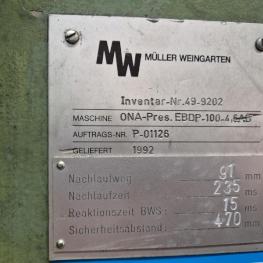 MW MÜLLER WEINGARTEN
Inventar-Nr.49-9202
MASCHINE ONA-Pres. EBDP-100-4,
AUFTRAGS-NR. P-01126
GELIEFERT 1992
Nachlaufweg 91 mm
Nachlaufzeit 235 ms
Reaktionszeit BWS: 15 ms
Sicherheitsabstand: 470 mm